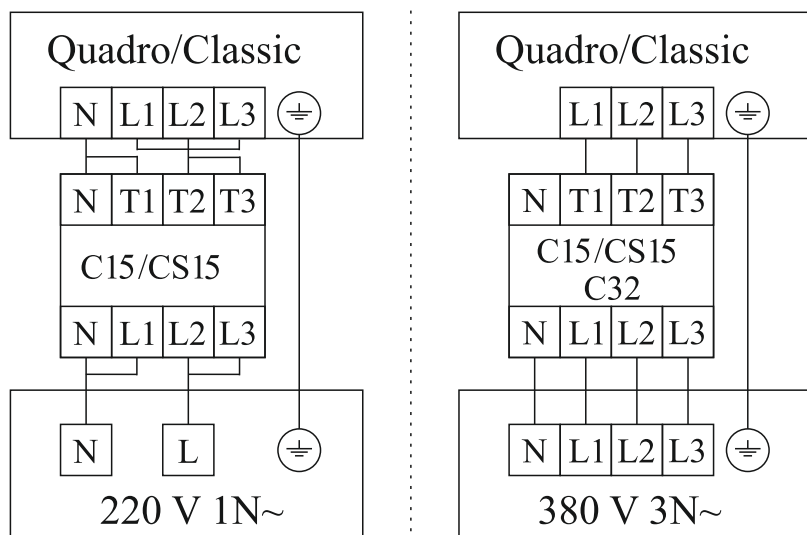 Quadro/Classic
N L1 L2 L3
N T1 T2 T3
C15/CS15
N L1 L2 L3
N L
220 V 1N~
Quadro/Classic
L1 L2 L3
N T1 T2 T3
C15/CS15
C32
N L1 L2 L3
N L1 L2 L3
380 V 3N~